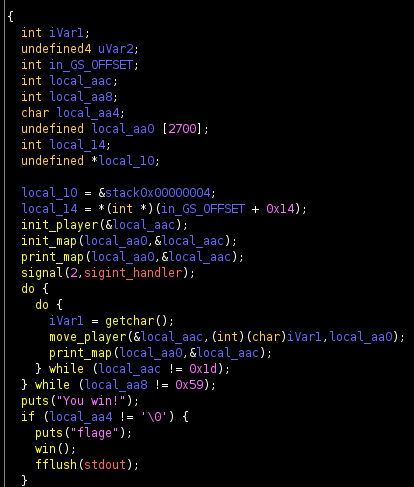 {
int iVar1;
undefined4 uVar2;
int in_GS_OFFSET;
int local_aac;
int local_aa8;
char local_aa4;
undefined local_aa0 [2700];
int local_14;
undefined *local_10;
local_10 = &stack0x00000004;
local_14 = *(int *)(in_GS_OFFSET + 0x14);
init_player(&local_aac);
init_map(local_aa0,&local_aac);
print_map(local_aa0,&local_aac);
signal(2,sigint_handler);
do {
do {
iVar1 = getchar();
move_player(&local_aac,(int)(char)iVar1,local_aa0);
print_map(local_aa0,&local_aac);
} while (local_aac != 0x1d);
} while (local_aa8 != 0x59);
puts("You win!");
if (local_aa4 != '\0') {
puts("flage");
win();
fflush(stdout);
}